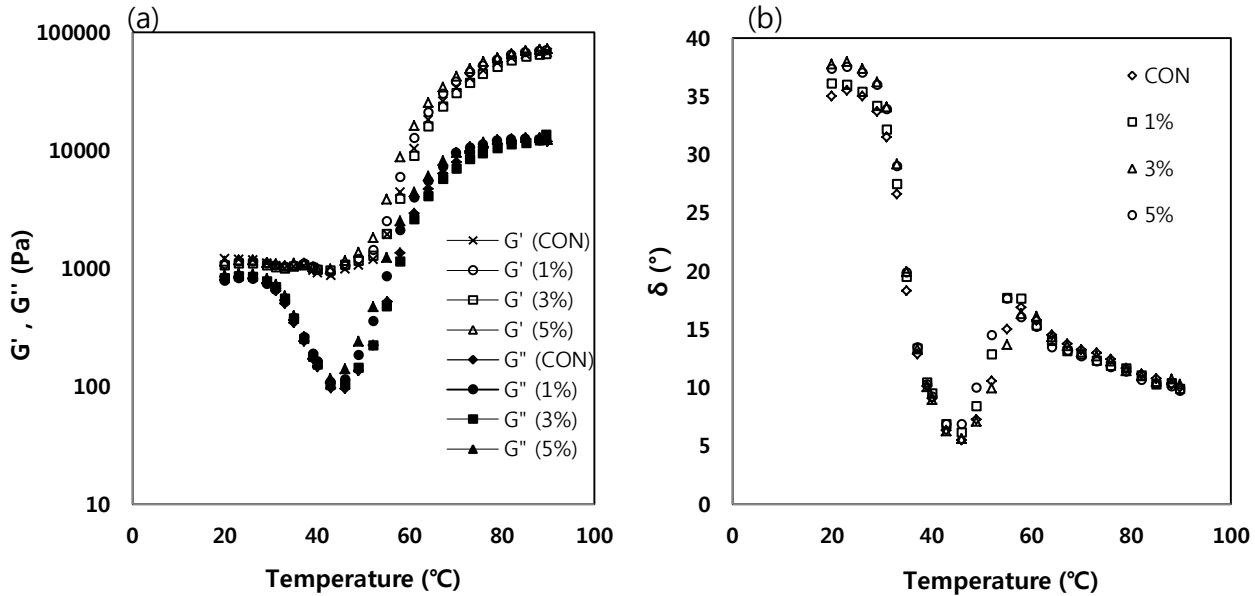 (a)
100000
10000
1000
100
10
G' , G'' (Pa)
0
20
40
60
80
100
Temperature (℃)
G' (CON)
G' (1%)
G' (3%)
G' (5%)
G" (CON)
G" (1%)
G" (3%)
G" (5%)
(b)
40
35
30
25
20
15
10
5
0
δ (°)
0
20
40
60
80
100
Temperature (℃)
CON
1%
3%
5%